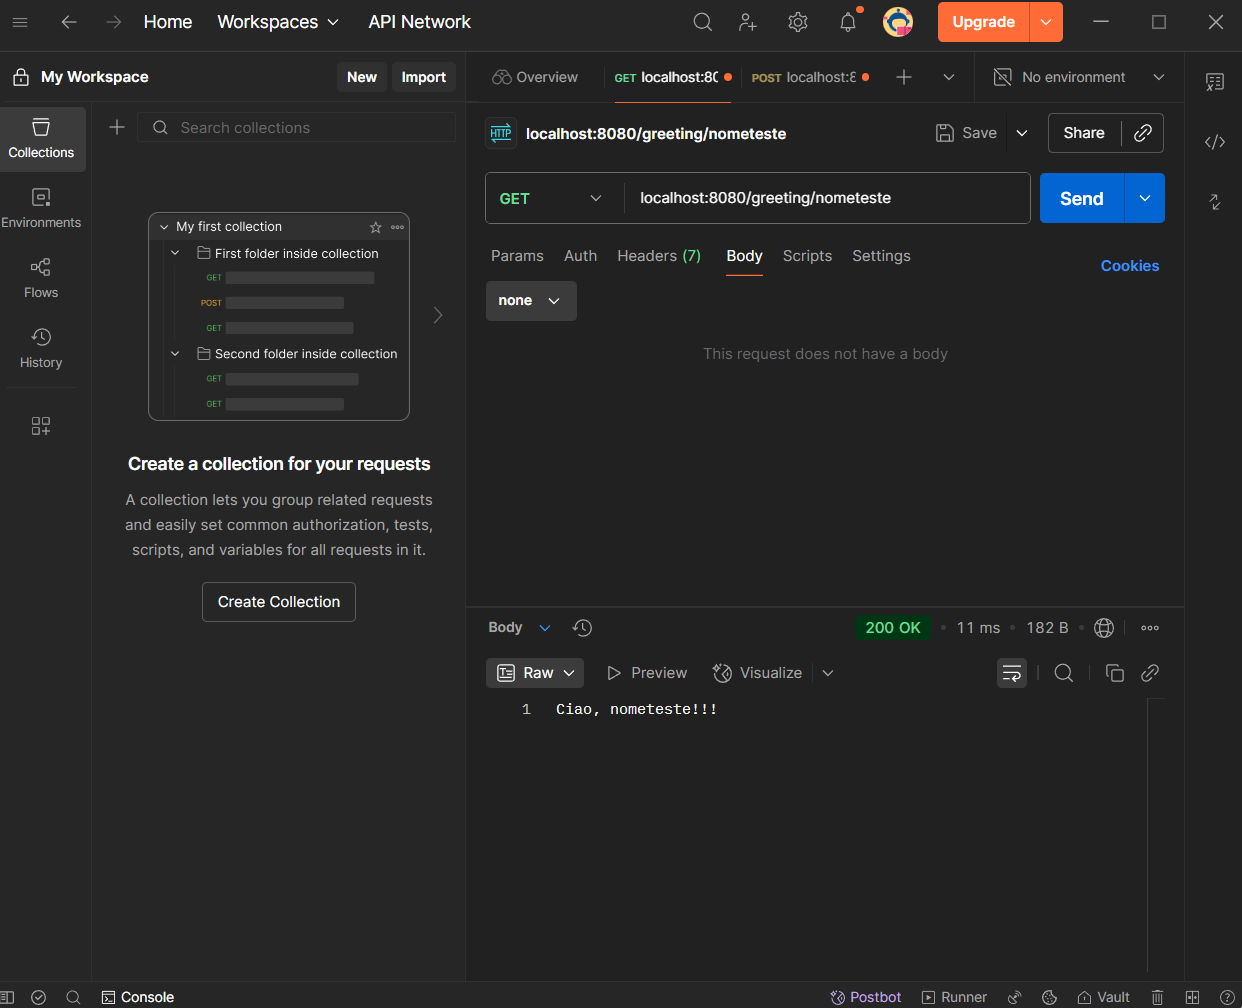 Home Workspaces API Network Upgrade
My Workspace New Import
Overview GET localhost:80 POST localhost:8 No environment
Search collections
Collections
Environments
Flows
History
My first collection
First folder inside collection
GET
POST
GET
Second folder inside collection
GET
GET
Create a collection for your requests
A collection lets you group related requests
and easily set common authorization, tests,
scripts, and variables for all requests in it.
Create Collection
HTTP localhost:8080/greeting/nometeste Save Share
GET localhost:8080/greeting/nometeste Send
Params Auth Headers (7) Body Scripts Settings Cookies
none
This request does not have a body
Body 200 OK • 11 ms • 182 B •
Raw Preview Visualize
1 Ciao, nometeste!!!
Console Postbot Runner Vault